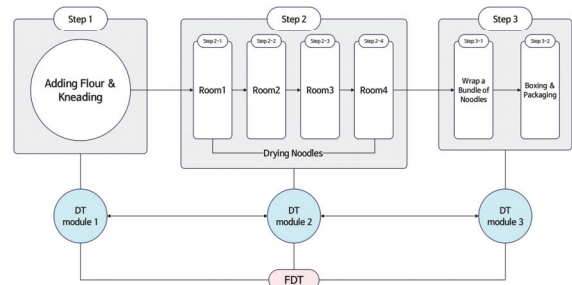 Step 1
Step 2
Step 3
Adding Flour &
Kneading
Step 2-1
Step 2-2
Step 2-3
Step 2-4
Room1
Room2
Room3
Room4
Drying Noodles
Step 3-1
Step 3-2
Wrap a
Bundle of
Noodles
Boxing &
Packaging
DT
module 1
DT
module 2
DT
module 3
FDT